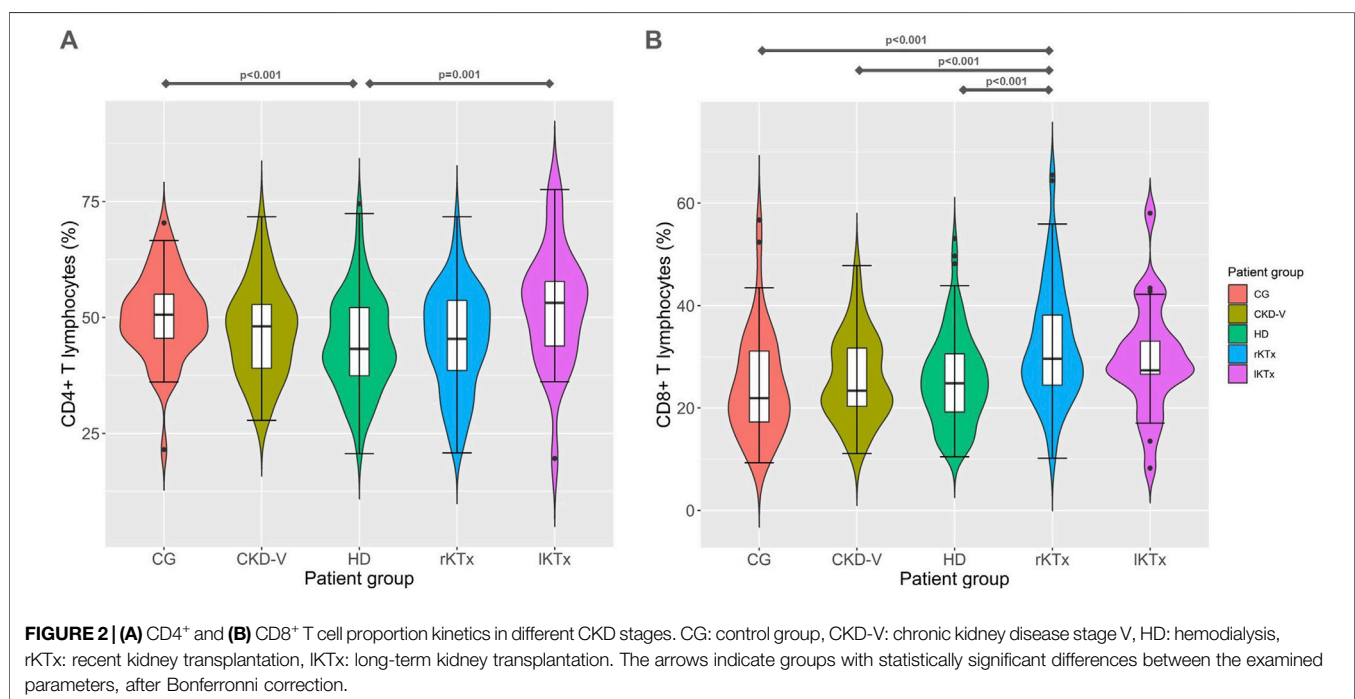 A
B
p<0.001
p=0.001
p<0.001
p<0.001
p<0.001
CD4+ T lymphocytes (%)
75
50
25
CG CKD-V HD rKTx lKTx
Patient group
CD8+ T lymphocytes (%)
60
40
20
0
CG CKD-V HD rKTx lKTx
Patient group
Patient group
CG
CKD-V
HD
rKTx
lKTx
FIGURE 2 | (A) CD4+ and (B) CD8+ T cell proportion kinetics in different CKD stages. CG: control group, CKD-V: chronic kidney disease stage V, HD: hemodialysis,
rKTx: recent kidney transplantation, lKTx: long-term kidney transplantation. The arrows indicate groups with statistically significant differences between the examined
parameters, after Bonferronni correction.